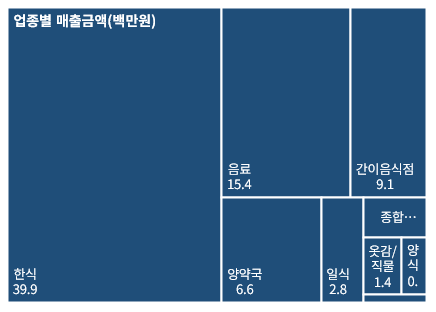 업종별 매출금액(백만원)
한식
39.9
음료
15.4
간이음식점
9.1
양약국
6.6
일식
2.8
종합…
옷감/
직물
1.4
양
식
0.